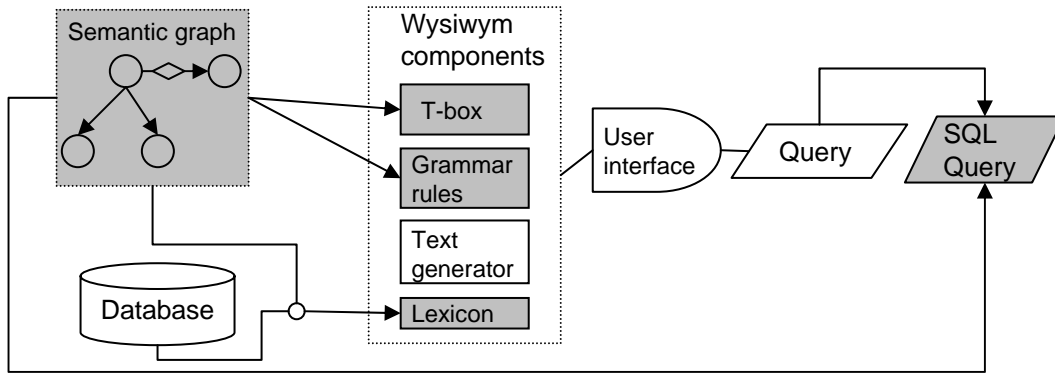 Semantic graph
Wysiwym
components
T-box
Grammar
rules
Text
generator
Lexicon
Database
User
interface
Query
SQL
Query